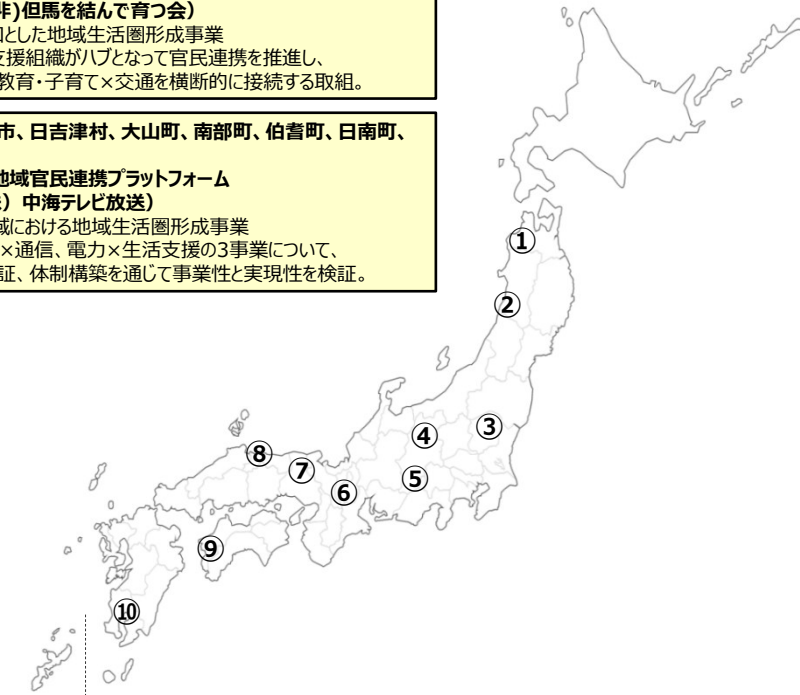 非)但馬を結んで育つ会)
とした地域生活圏形成事業
支援組織がハブとなって官民連携を推進し、
教育・子育て×交通を横断的に接続する取組。
市、日吉津村、大山町、南部町、伯耆町、日南町、
地域官民連携プラットフォーム
) 中海テレビ放送)
域における地域生活圏形成事業
×通信、電力×生活支援の3事業について、
証、体制構築を通じて事業性と実現性を検証。
①
②
③
④
⑤
⑥
⑦
⑧
⑨
⑩